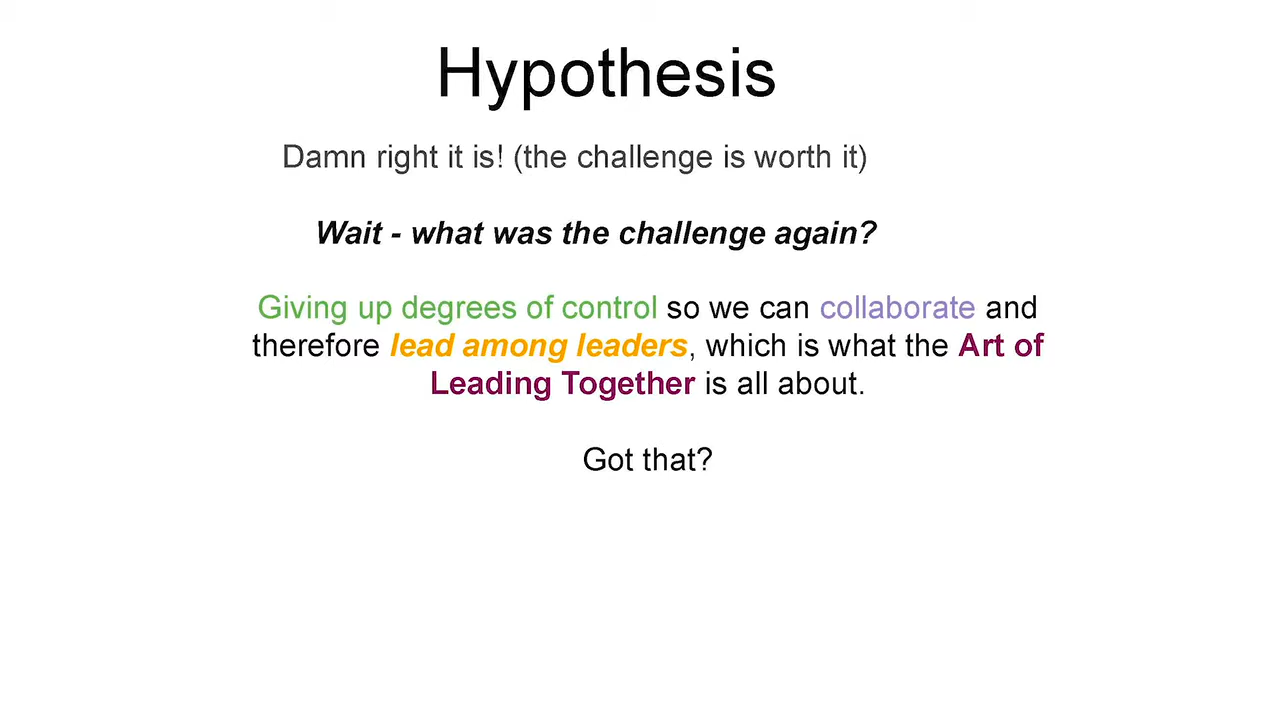 Hypothesis
Damn right it is! (the challenge is worth it)
Wait - what was the challenge again?
Giving up degrees of control so we can collaborate and
therefore lead among leaders, which is what the Art of
Leading Together is all about.
Got that?